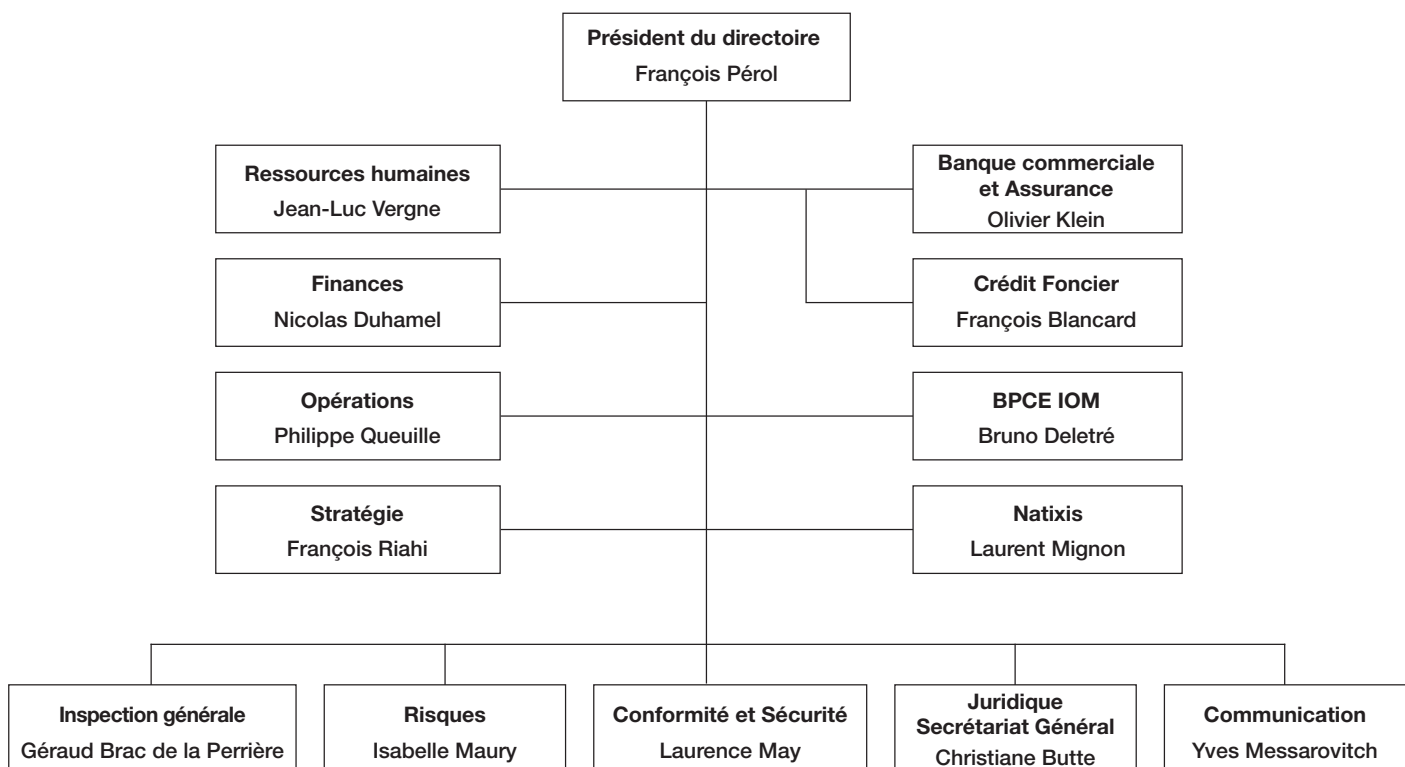 Président du directoire
François Pérol
Ressources humaines
Jean-Luc Vergne
Banque commerciale
et Assurance
Olivier Klein
Finances
Nicolas Duhamel
Crédit Foncier
François Blancard
Opérations
Philippe Queuille
BPCE IOM
Bruno Deletré
Stratégie
François Riahi
Natixis
Laurent Mignon
Inspection générale
Géraud Brac de la Perrière
Risques
Isabelle Maury
Conformité et Sécurité
Laurence May
Juridique
Secrétariat Général
Christiane Butte
Communication
Yves Messarovitch